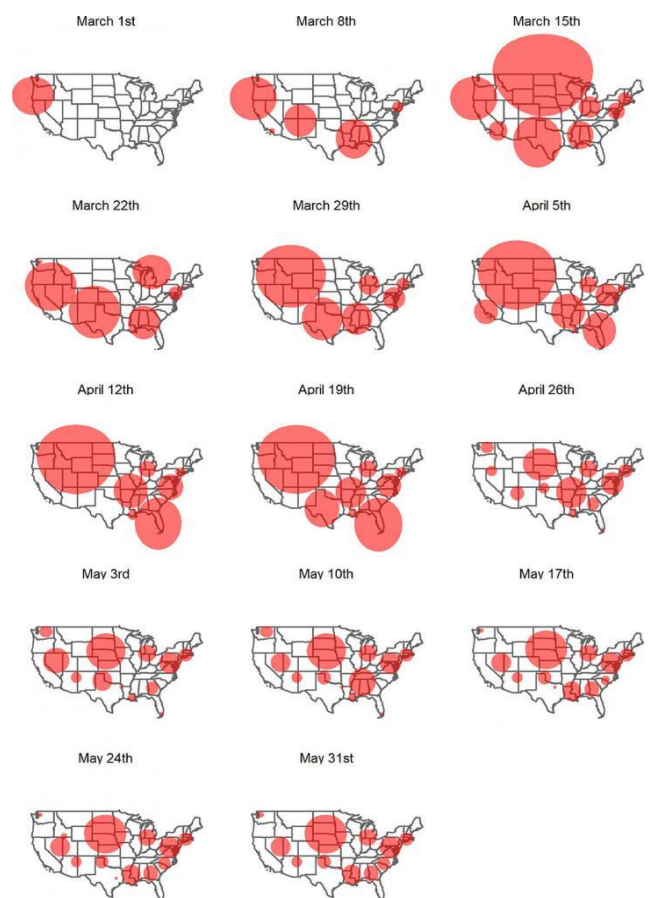 March 1st
March 8th
March 15th
March 22th
March 29th
April 5th
April 12th
April 19th
April 26th
May 3rd
May 10th
May 17th
May 24th
May 31st